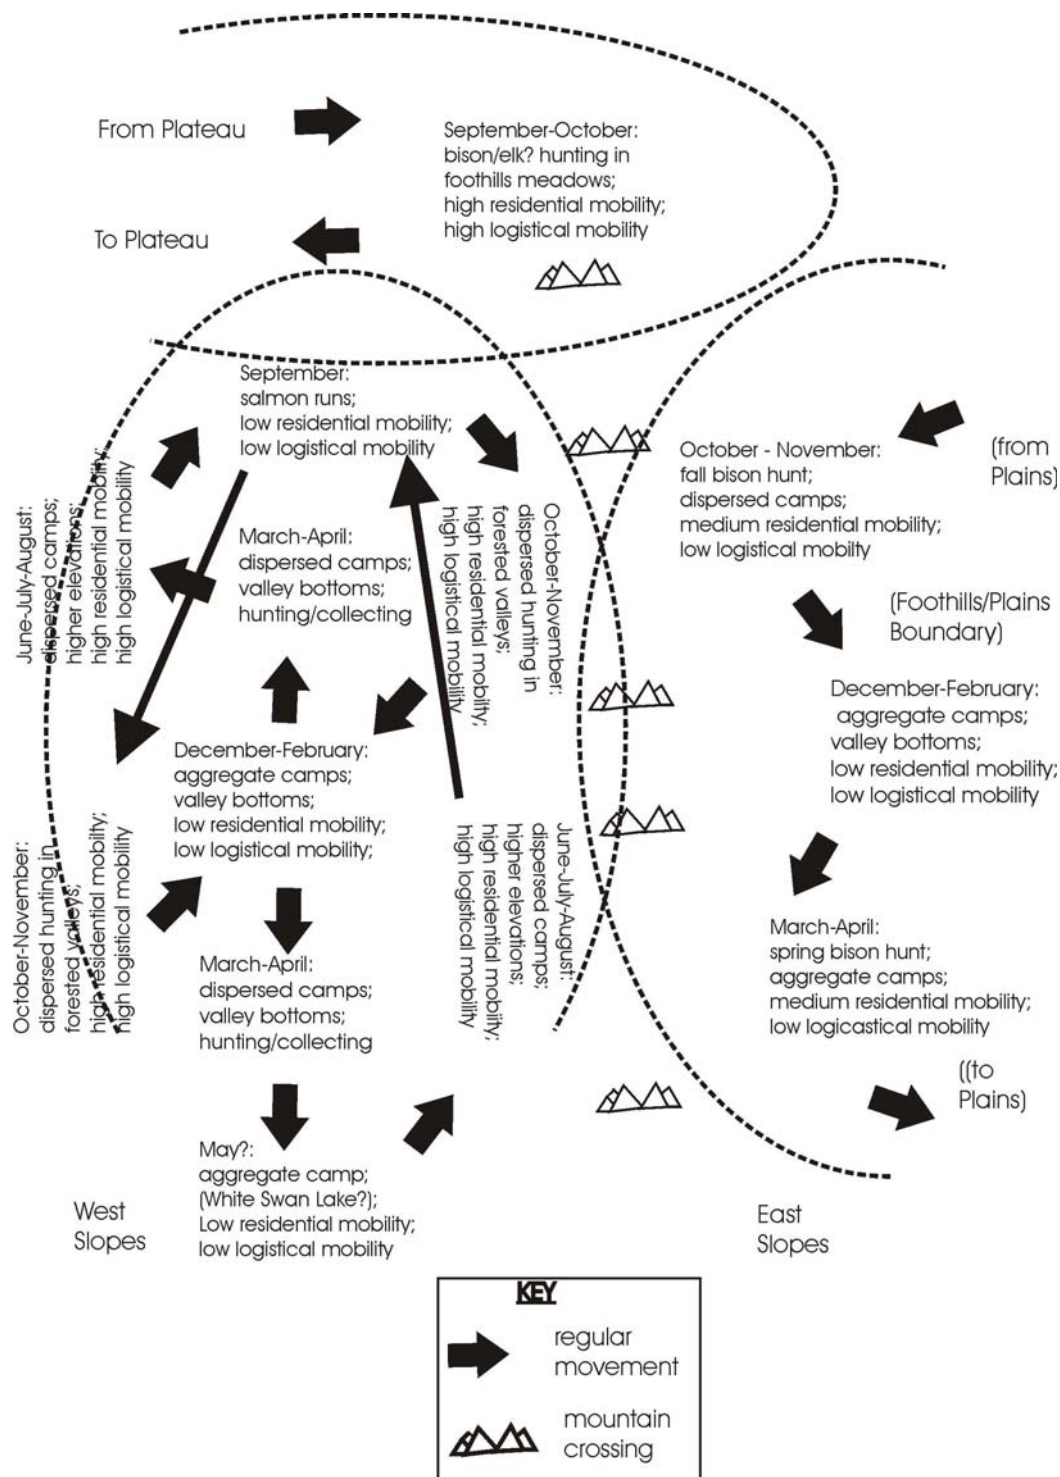 From Plateau
To Plateau
September-October:
bison/elk? hunting in
foothills meadows;
high residential mobility;
high logistical mobility
September:
salmon runs;
low residential mobility;
low logistical mobility
June-July-August:
dispersed camps;
higher elevations;
high residential mobility;
high logistical mobility
March-April:
dispersed camps;
valley bottoms;
hunting/collecting
October-November:
dispersed hunting in
forested valleys;
high residential mobilty;
high logistical mobility
October - November:
fall bison hunt;
dispersed camps;
medium residential mobility;
low logistical mobilty
(from
Plains)
(Foothills/Plains
Boundary)
December-February:
aggregate camps;
valley bottoms;
low residential mobility;
low logistical mobility
December-February:
aggregate camps;
valley bottoms;
low residential mobility;
low logistical mobility;
October-November:
dispersed hunting in
forested valleys;
high residential mobilty;
high logistical mobility
June-July-August:
dispersed camps;
higher elevations;
high residential mobiity;
high logistical mobility
March-April:
dispersed camps;
valley bottoms;
hunting/collecting
March-April:
spring bison hunt;
aggregate camps;
medium residential mobility;
low logicastical mobility
((to
Plains)
May?:
aggregate camp;
(White Swan Lake?);
Low residential mobility;
low logistical mobility
West
Slopes
East
Slopes
KEY
regular
movement
mountain
crossing